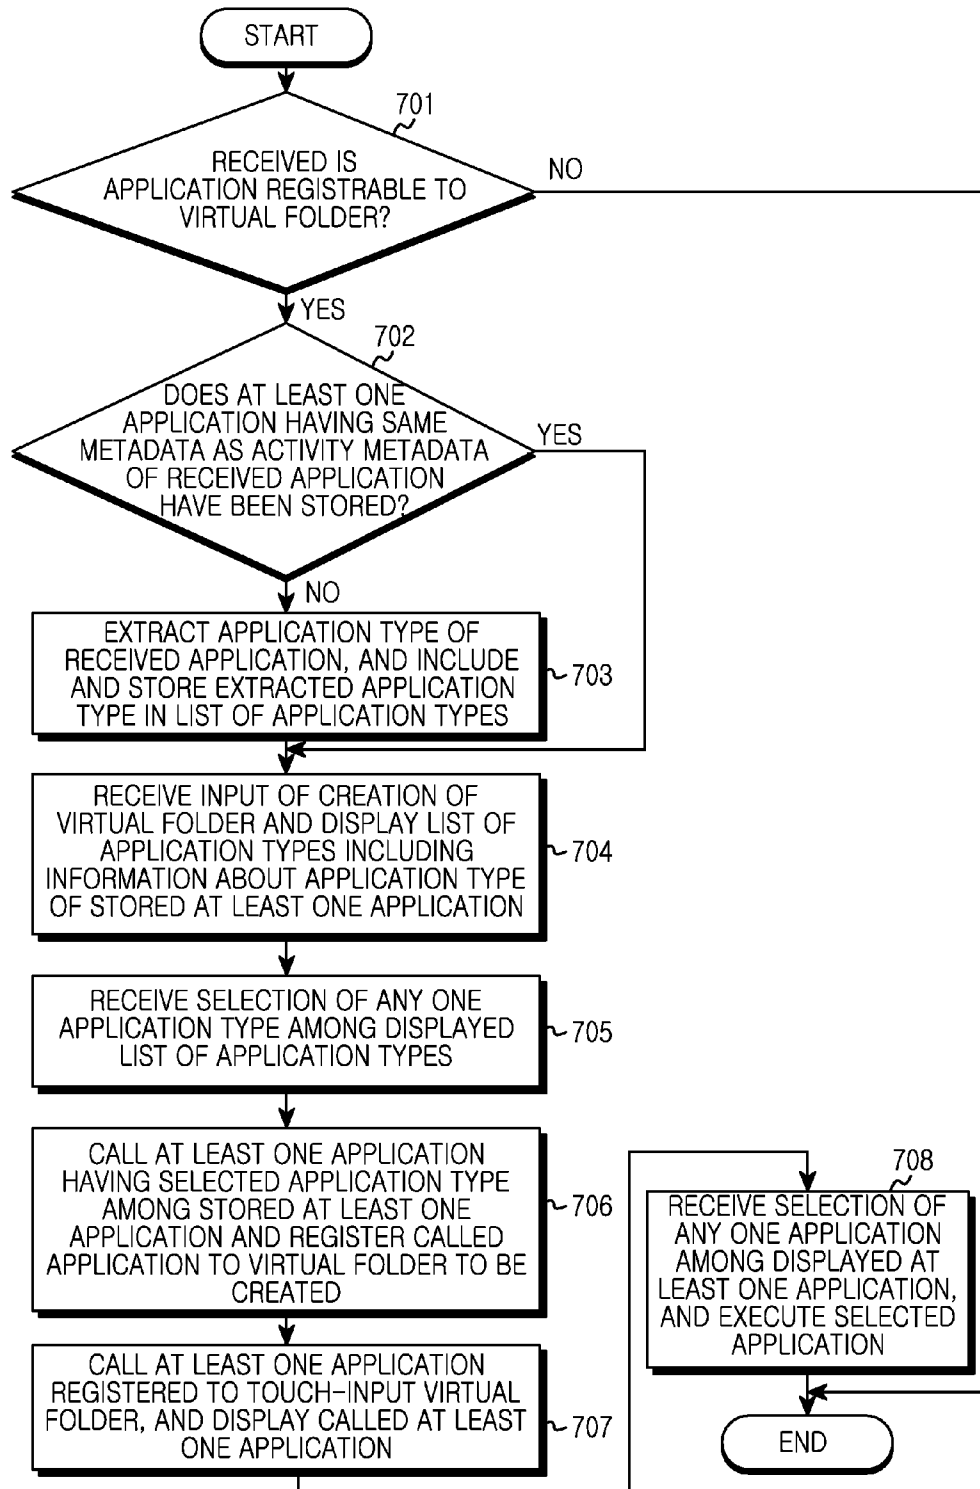 START
701
RECEIVED IS
APPLICATION REGISTRABLE TO
VIRTUAL FOLDER?
NO
YES
702
DOES AT LEAST ONE
APPLICATION HAVING SAME
METADATA AS ACTIVITY METADATA
OF RECEIVED APPLICATION
HAVE BEEN STORED?
YES
NO
EXTRACT APPLICATION TYPE OF
RECEIVED APPLICATION, AND INCLUDE
AND STORE EXTRACTED APPLICATION
TYPE IN LIST OF APPLICATION TYPES
703
RECEIVE INPUT OF CREATION OF
VIRTUAL FOLDER AND DISPLAY LIST OF
APPLICATION TYPES INCLUDING
INFORMATION ABOUT APPLICATION TYPE
OF STORED AT LEAST ONE APPLICATION
704
RECEIVE SELECTION OF ANY ONE
APPLICATION TYPE AMONG DISPLAYED
LIST OF APPLICATION TYPES
705
CALL AT LEAST ONE APPLICATION
HAVING SELECTED APPLICATION TYPE
AMONG STORED AT LEAST ONE
APPLICATION AND REGISTER CALLED
APPLICATION TO VIRTUAL FOLDER TO BE
CREATED
706
CALL AT LEAST ONE APPLICATION
REGISTERED TO TOUCH-INPUT VIRTUAL
FOLDER, AND DISPLAY CALLED AT LEAST
ONE APPLICATION
707
708
RECEIVE SELECTION OF
ANY ONE APPLICATION
AMONG DISPLAYED AT
LEAST ONE APPLICATION,
AND EXECUTE SELECTED
APPLICATION
END